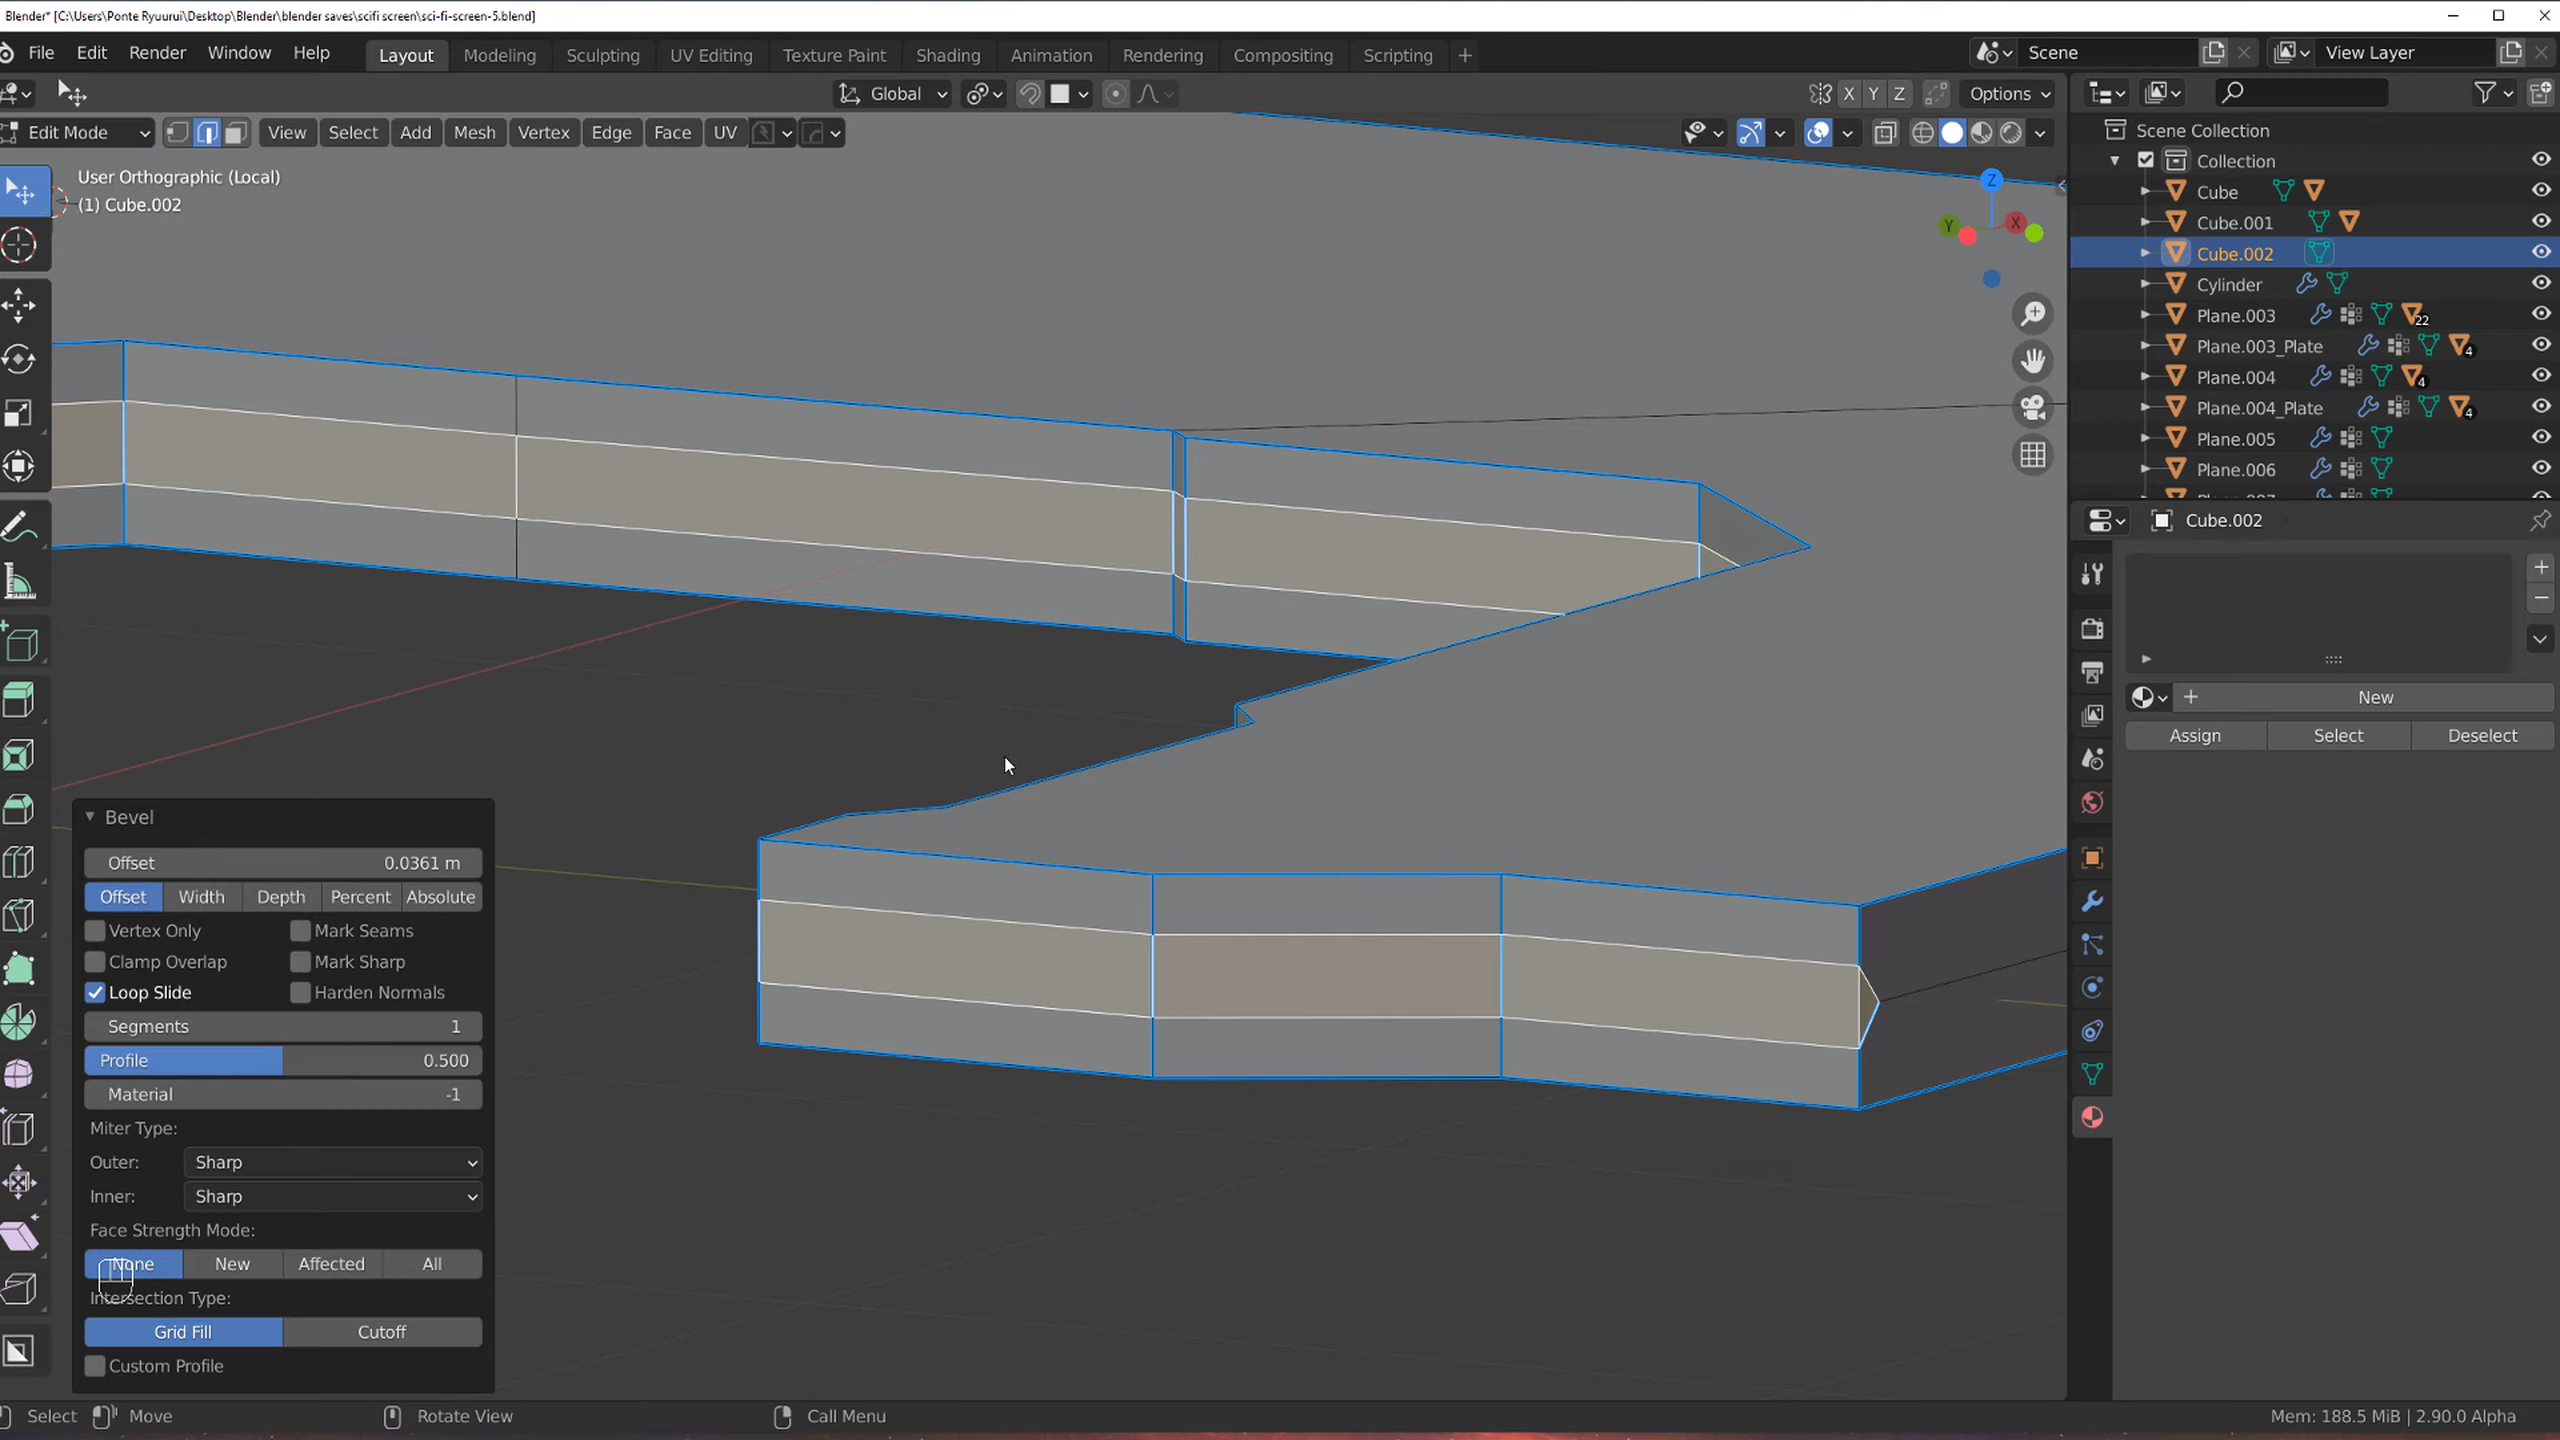 Blender* [C:\Users\Ponte Ryuurui\Desktop\Blender\blender saves\scifi screen\sci-fi-screen-5.blend]
File Edit Render Window Help Layout Modeling Sculpting UV Editing Texture Paint Shading Animation Rendering Compositing Scripting + Scene View Layer
Global X Y Z Options
Edit Mode View Select Add Mesh Vertex Edge Face UV
User Orthographic (Local)
(1) Cube.002
Z
Y
X
Scene Collection
Collection
Cube
Cube.001
Cube.002
Cylinder
Plane.003 22
Plane.003_Plate 4
Plane.004 4
Plane.004_Plate 4
Plane.005
Plane.006
Cube.002
New
Assign Select Deselect
Bevel
Offset 0.0361 m
Offset Width Depth Percent Absolute
Vertex Only Mark Seams
Clamp Overlap Mark Sharp
Loop Slide Harden Normals
Segments 1
Profile 0.500
Material -1
Miter Type:
Outer: Sharp
Inner: Sharp
Face Strength Mode:
None New Affected All
Intersection Type:
Grid Fill Cutoff
Custom Profile
Select Move Rotate View Call Menu Mem: 188.5 MiB | 2.90.0 Alpha